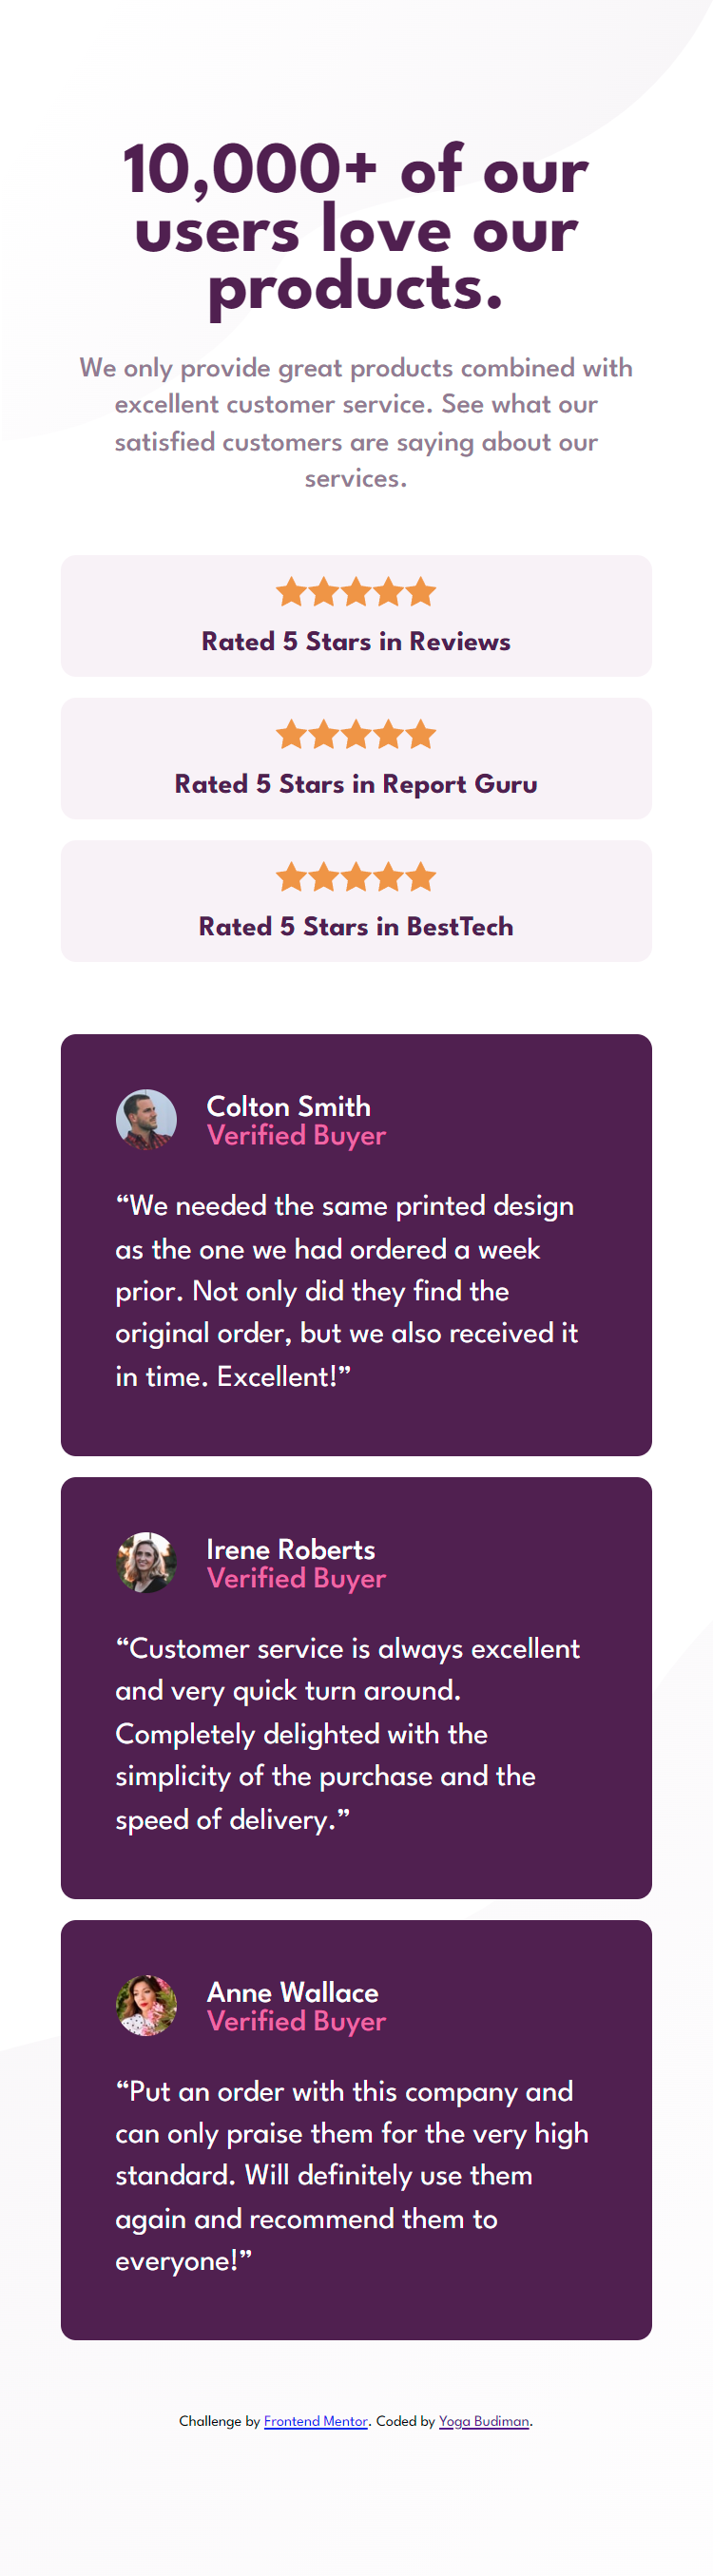 10,000+ of our
users love our
products.
We only provide great products combined with
excellent customer service. See what our
satisfied customers are saying about our
services.
Rated 5 Stars in Reviews
Rated 5 Stars in Report Guru
Rated 5 Stars in BestTech
Colton Smith
Verified Buyer
“We needed the same printed design
as the one we had ordered a week
prior. Not only did they find the
original order, but we also received it
in time. Excellent!”
Irene Roberts
Verified Buyer
“Customer service is always excellent
and very quick turn around.
Completely delighted with the
simplicity of the purchase and the
speed of delivery.”
Anne Wallace
Verified Buyer
“Put an order with this company and
can only praise them for the very high
standard. Will definitely use them
again and recommend them to
everyone!”
Challenge by Frontend Mentor. Coded by Yoga Budiman.